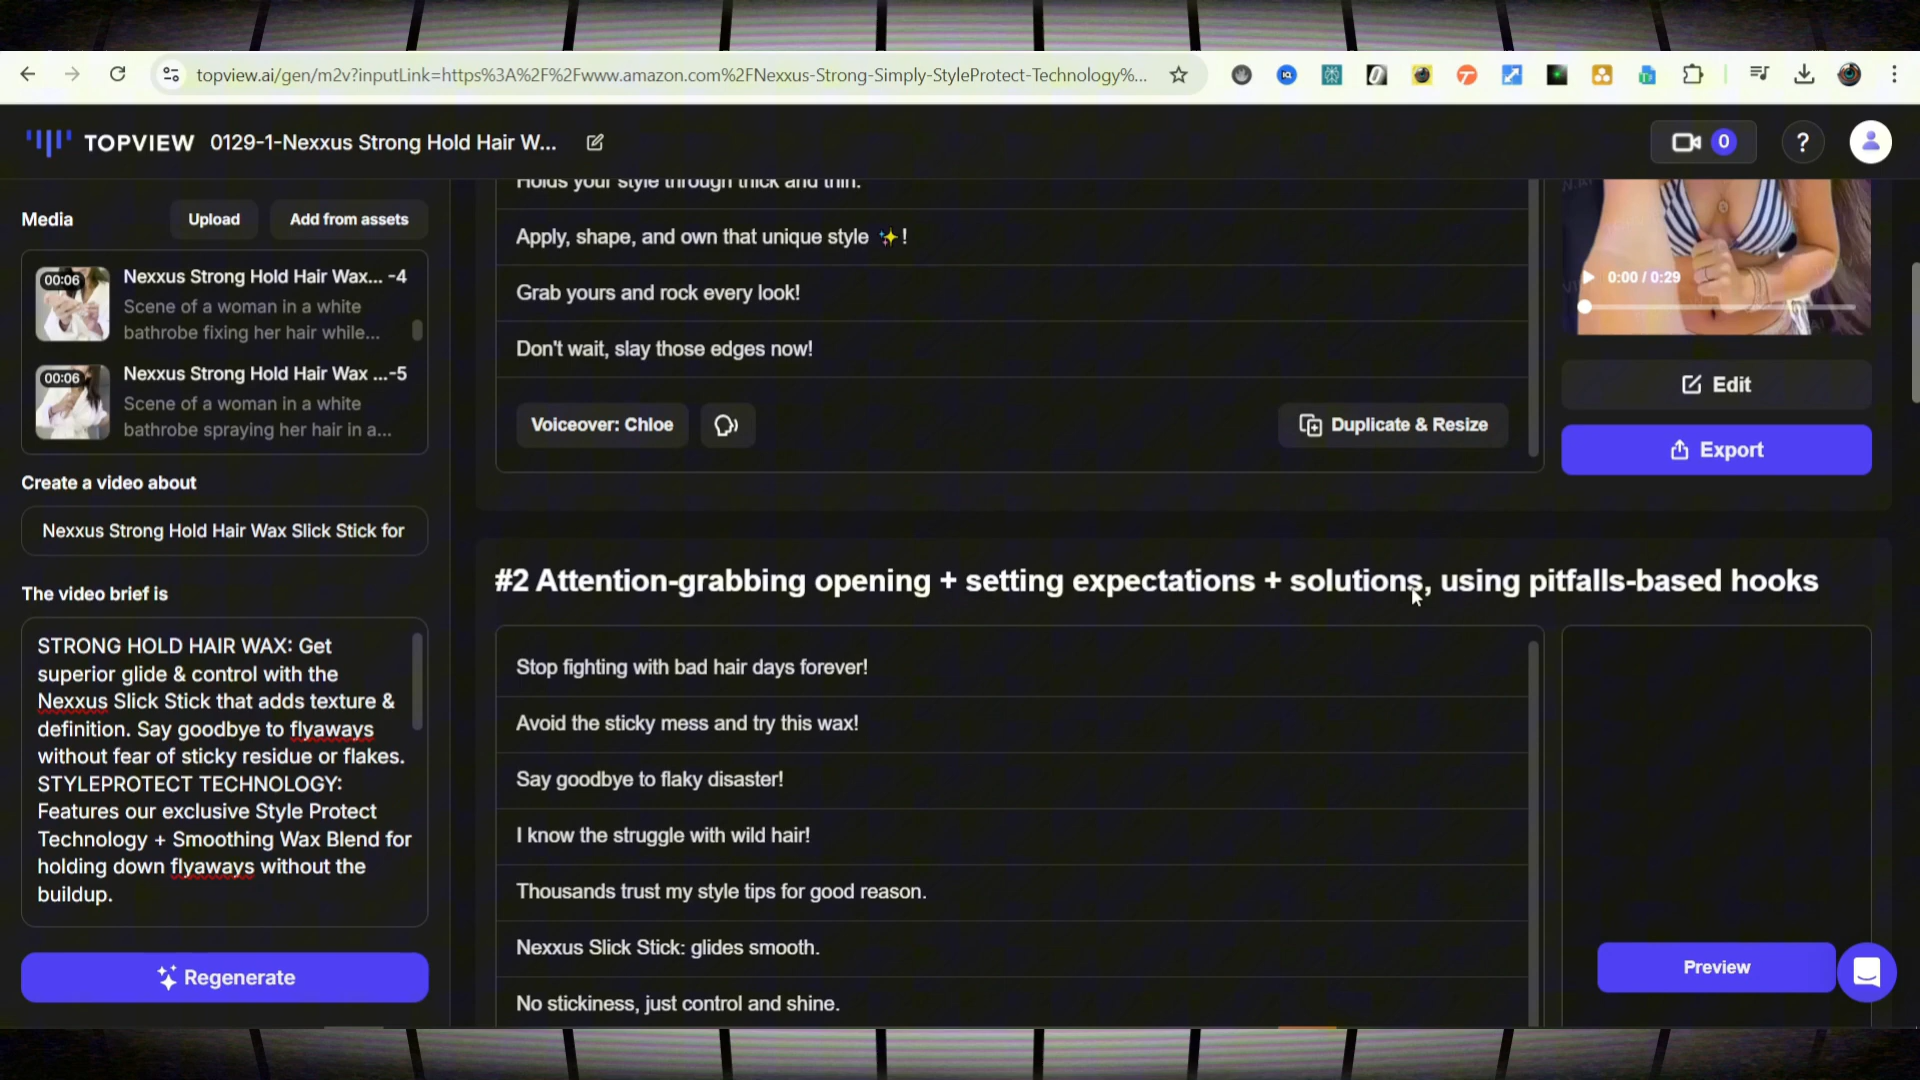 topview.ai/gen/m2v?inputLink=https%3A%2F%2Fwww.amazon.com%2FNexxus-Strong-Simply-StyleProtect-Technology%...
TOPVIEW
0129-1-Nexxus Strong Hold Hair W...
0
?
Media
Upload
Add from assets
00:06
Nexxus Strong Hold Hair Wax... -4
Scene of a woman in a white
bathrobe fixing her hair while...
00:06
Nexxus Strong Hold Hair Wax ...-5
Scene of a woman in a white
bathrobe spraying her hair in a...
Create a video about
Nexxus Strong Hold Hair Wax Slick Stick for
The video brief is
STRONG HOLD HAIR WAX: Get
superior glide & control with the
Nexxus Slick Stick that adds texture &
definition. Say goodbye to flyaways
without fear of sticky residue or flakes.
STYLEPROTECT TECHNOLOGY:
Features our exclusive Style Protect
Technology + Smoothing Wax Blend for
holding down flyaways without the
buildup.
Regenerate
Holds your style through thick and thin.
Apply, shape, and own that unique style ✨!
Grab yours and rock every look!
Don't wait, slay those edges now!
Voiceover: Chloe
Duplicate & Resize
0:00 / 0:29
Edit
Export
#2 Attention-grabbing opening + setting expectations + solutions, using pitfalls-based hooks
Stop fighting with bad hair days forever!
Avoid the sticky mess and try this wax!
Say goodbye to flaky disaster!
I know the struggle with wild hair!
Thousands trust my style tips for good reason.
Nexxus Slick Stick: glides smooth.
No stickiness, just control and shine.
Preview